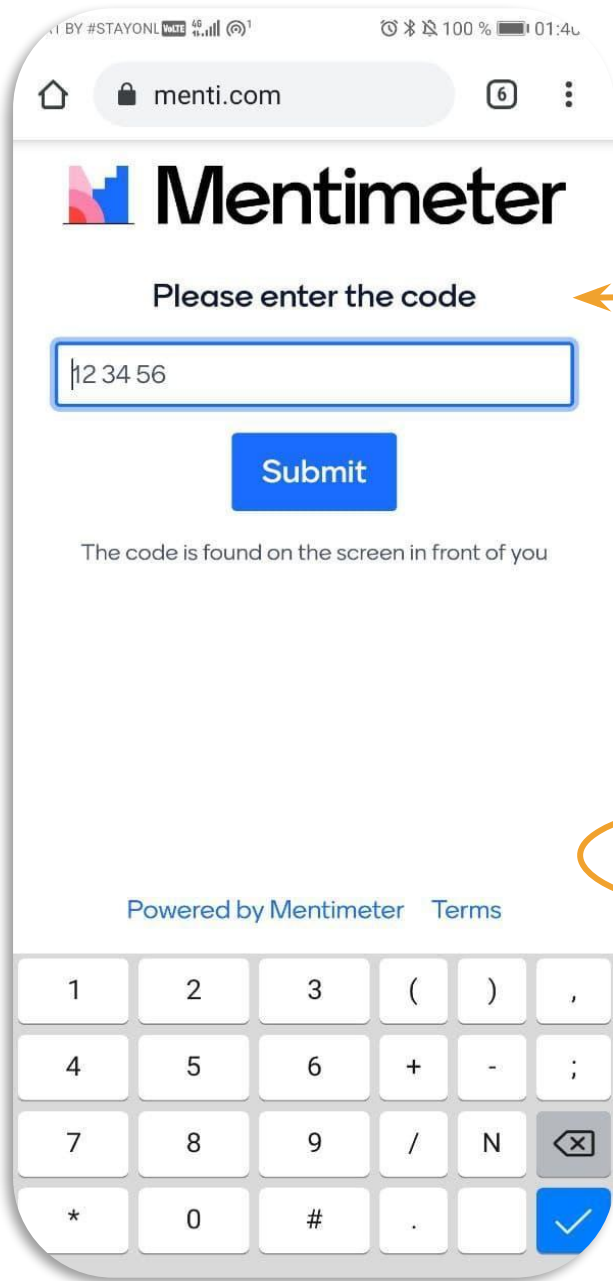 BY #STAYONL VoLTE 4G 1 100 % 01:4
menti.com 6
Mentimeter
Please enter the code
12 34 56
Submit
The code is found on the screen in front of you
Powered by Mentimeter Terms
1 2 3 ( ) ,
4 5 6 + - ;
7 8 9 / N
* 0 # .